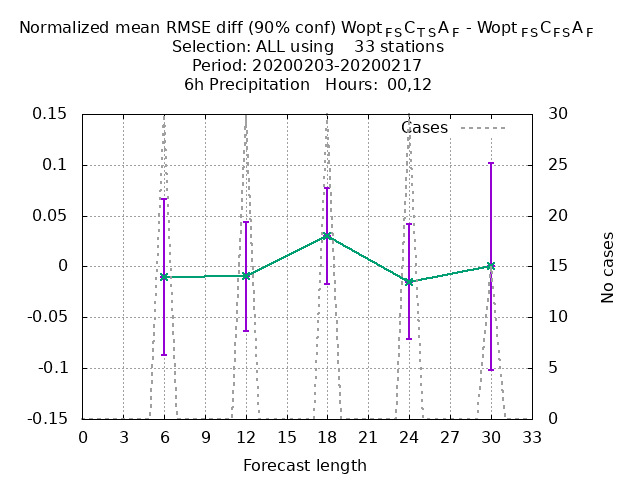 Normalized mean RMSE diff (90% conf) Wopt FS C T S A F - Wopt FS C F S A F
Selection: ALL using 33 stations
Period: 20200203-20200217
6h Precipitation Hours: 00,12
Cases
0.15
0.1
0.05
0
-0.05
-0.1
-0.15
30
25
20
15
10
5
0
No cases
0 3 6 9 12 15 18 21 24 27 30 33
Forecast length